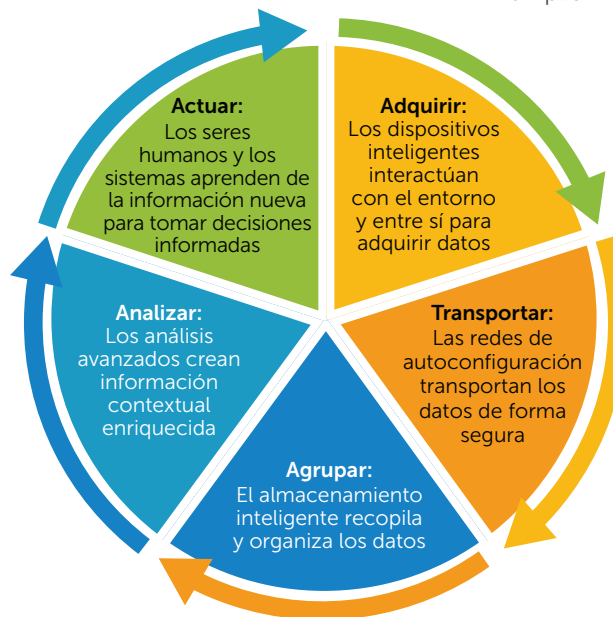 Actuar:
Los seres
humanos y los
sistemas aprenden de
la información nueva
para tomar decisiones
informadas
Adquirir:
Los dispositivos
inteligentes
interactúan
con el entorno
y entre sí para
adquirir datos
Transportar:
Las redes de
autoconfiguración
transportan los
datos de forma
segura
Agrupar:
El almacenamiento
inteligente recopila
y organiza los datos
Analizar:
Los análisis
avanzados crean
información
contextual
enriquecida